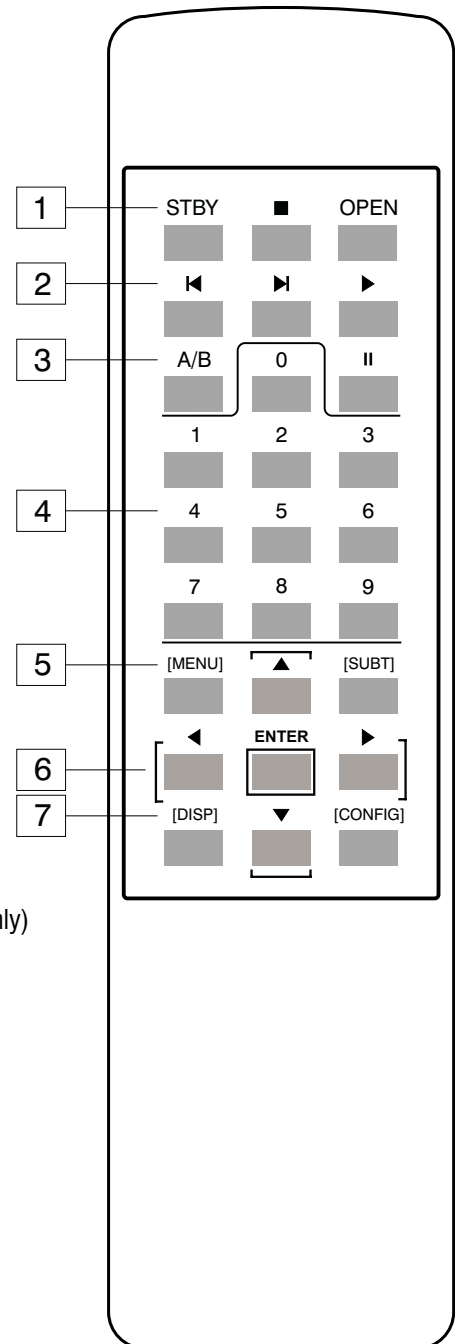 1 STBY ■ OPEN
2
3 A/B 0 II
1 2 3
4 4 5 6
7 8 9
5 [MENU] ▲ [SUBT]
◀ ENTER ▶
6
7 [DISP] ▼ [CONFIG]
nly)